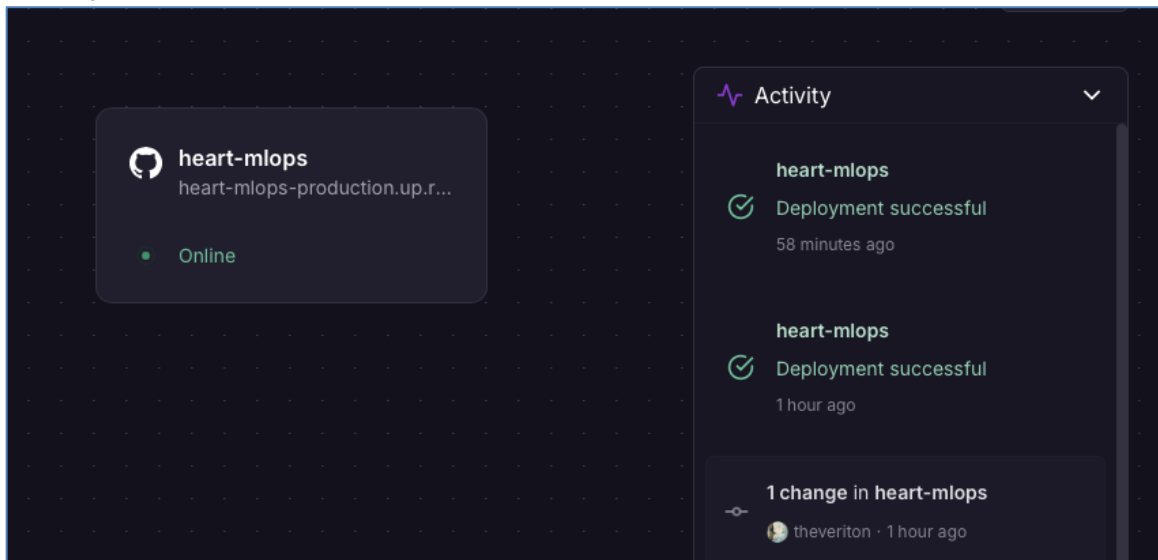 heart-mlops
heart-mlops-production.up.r...
Online
Activity
heart-mlops
Deployment successful
58 minutes ago
heart-mlops
Deployment successful
1 hour ago
1 change in heart-mlops
theveriton · 1 hour ago